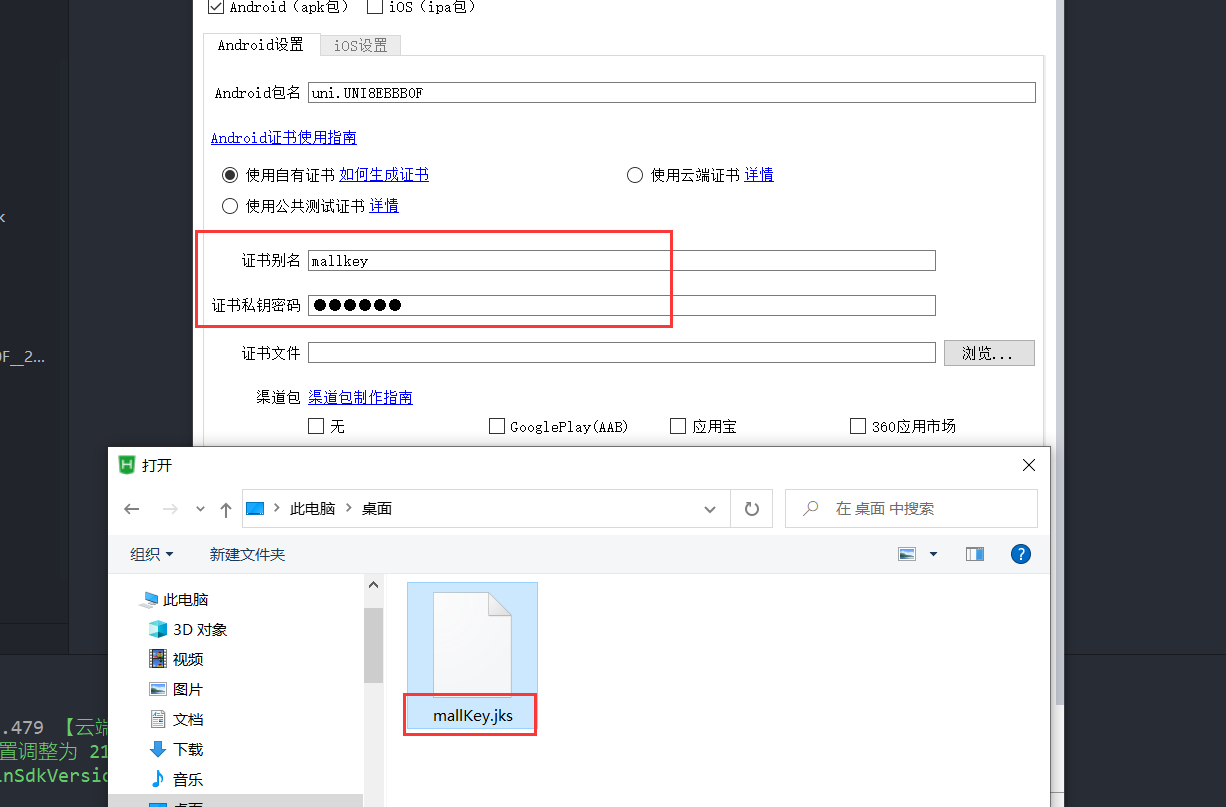 Android（apk包） iOS（ipa包）
Android设置 iOS设置
Android包名 uni.UNI8EBBB0F
Android证书使用指南
使用自有证书 如何生成证书 使用云端证书 详情
使用公共测试证书 详情
证书别名 mallkey
证书私钥密码 ●●●●●●
证书文件 浏览...
渠道包 渠道包制作指南
无 GooglePlay(AAB) 应用宝 360应用市场
k
0F__2...
.479 【云端
置调整为 21
inSdkVersio
打开
此电脑 桌面 在 桌面 中搜索
组织 新建文件夹
此电脑
3D 对象
视频
图片
文档
下载
音乐
桌面
mallKey.jks